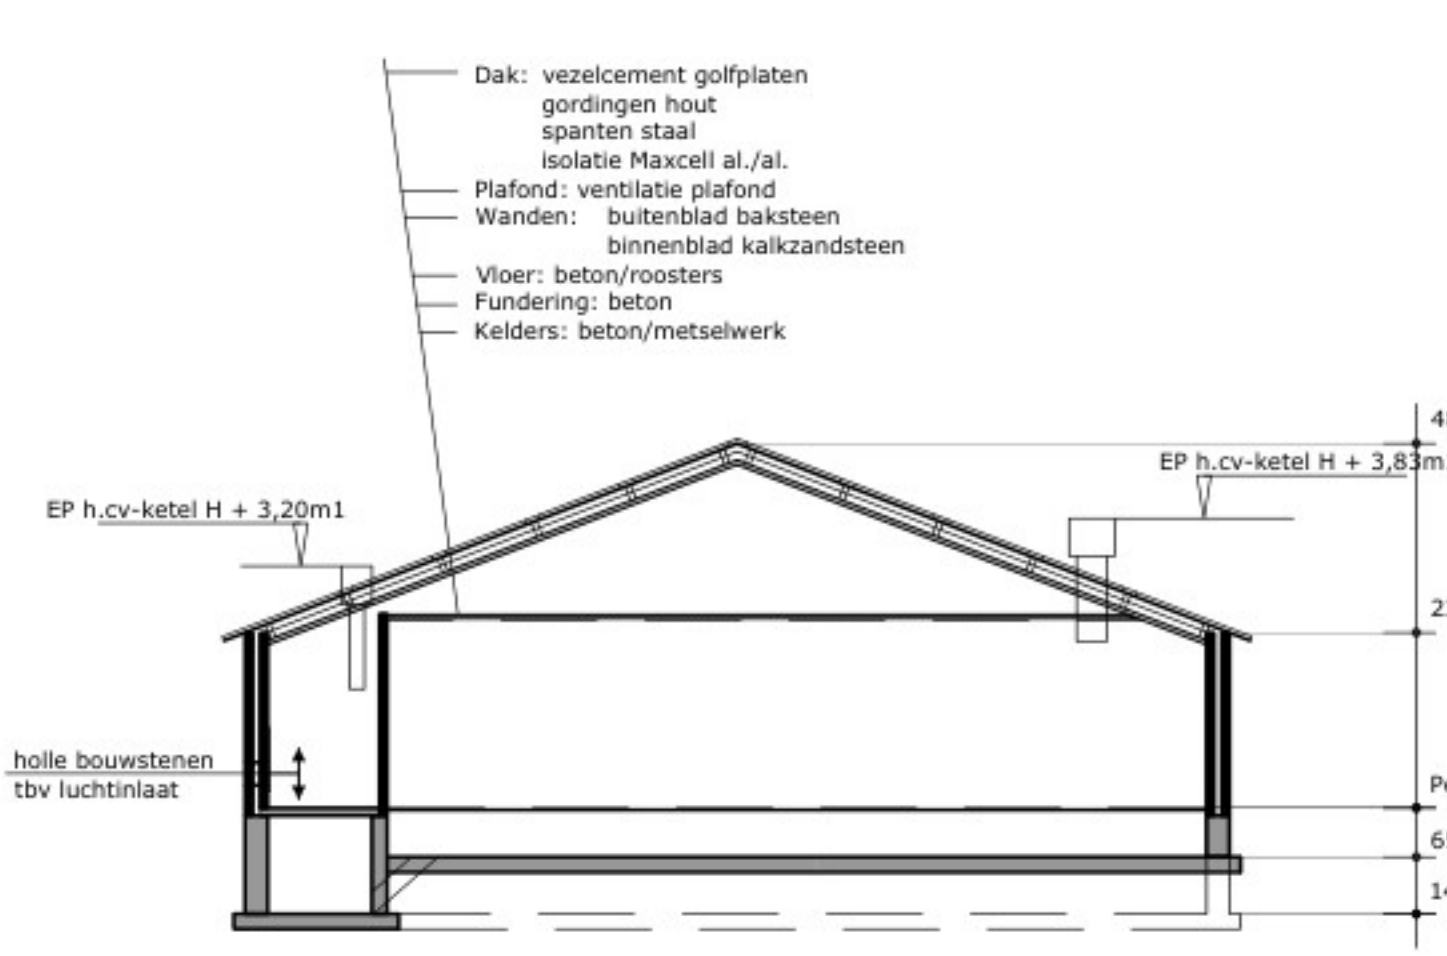 Dak: vezelcement golfplaten
gordingen hout
spanten staal
isolatie Maxcell al./al.
Plafond: ventilatie plafond
Wanden: buitenblad baksteen
binnenblad kalkzandsteen
Vloer: beton/roosters
Fundering: beton
Kelders: beton/metselwerk
EP h.cv-ketel H + 3,83m
EP h.cv-ketel H + 3,20m1
holle bouwstenen
tbv luchtinlaat